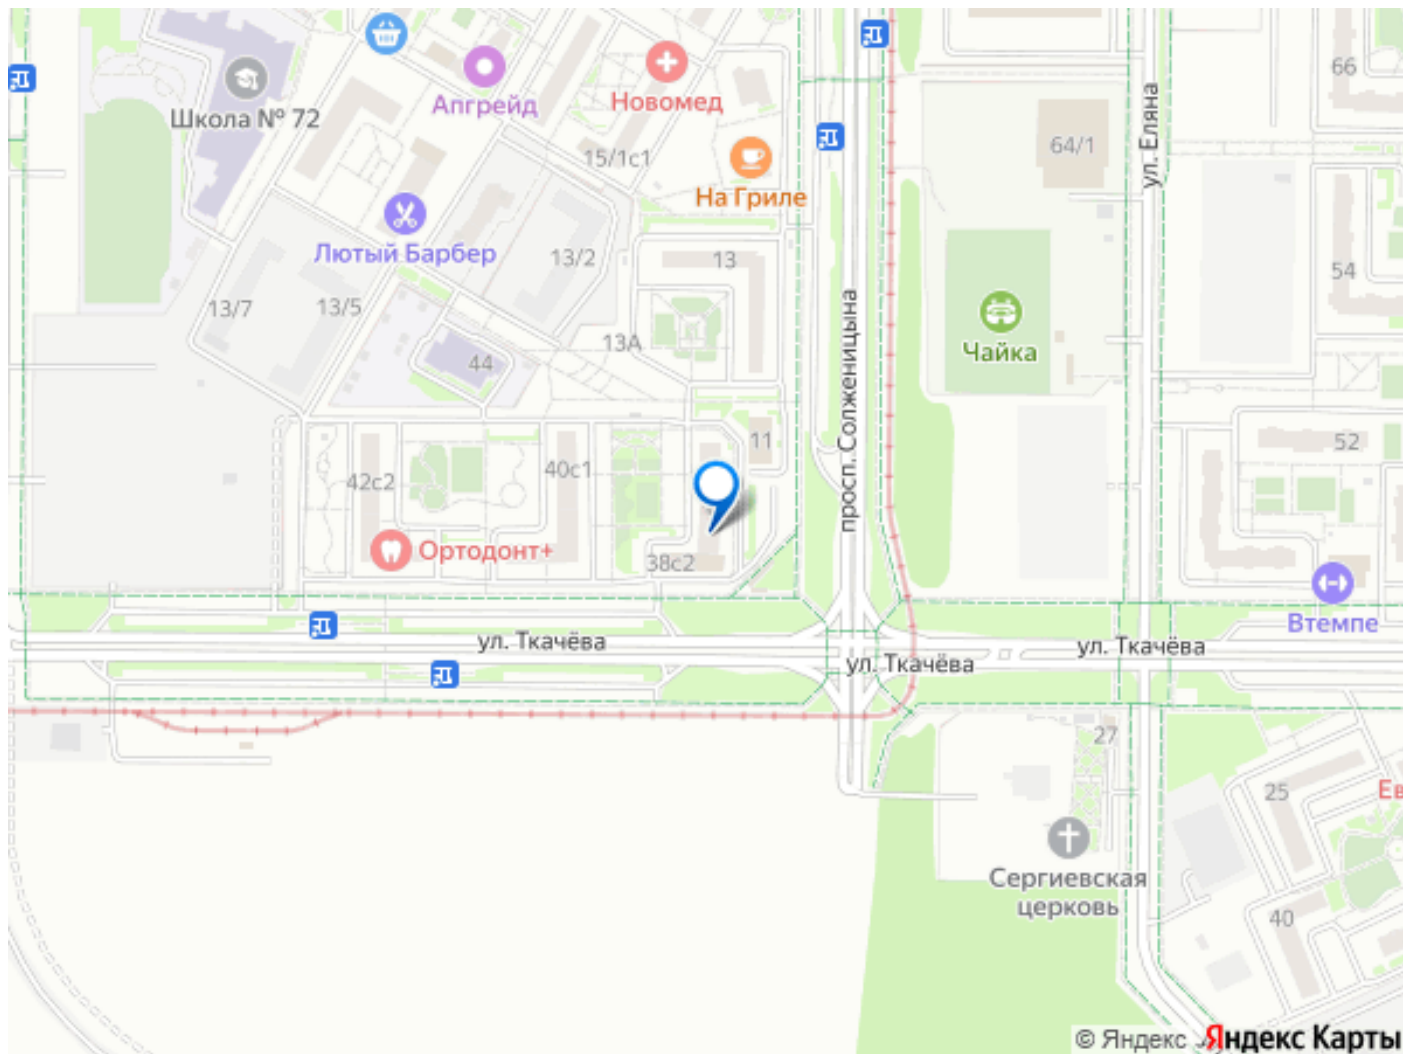 66
Школа № 72
Апгрейд
Новомед
15/1с1
На Гриле
64/1
ул. Еляна
Лютый Барбер
13/2
13
54
13/7
13/5
13А
44
просп. Солженицына
Чайка
11
52
42с2
40с1
Ортодонт+
38с2
Втемпе
ул. Ткачёва
ул. Ткачёва
ул. Ткачёва
27
25
Ев
Сергиевская
церковь
40
© Яндекс
Яндекс Карты